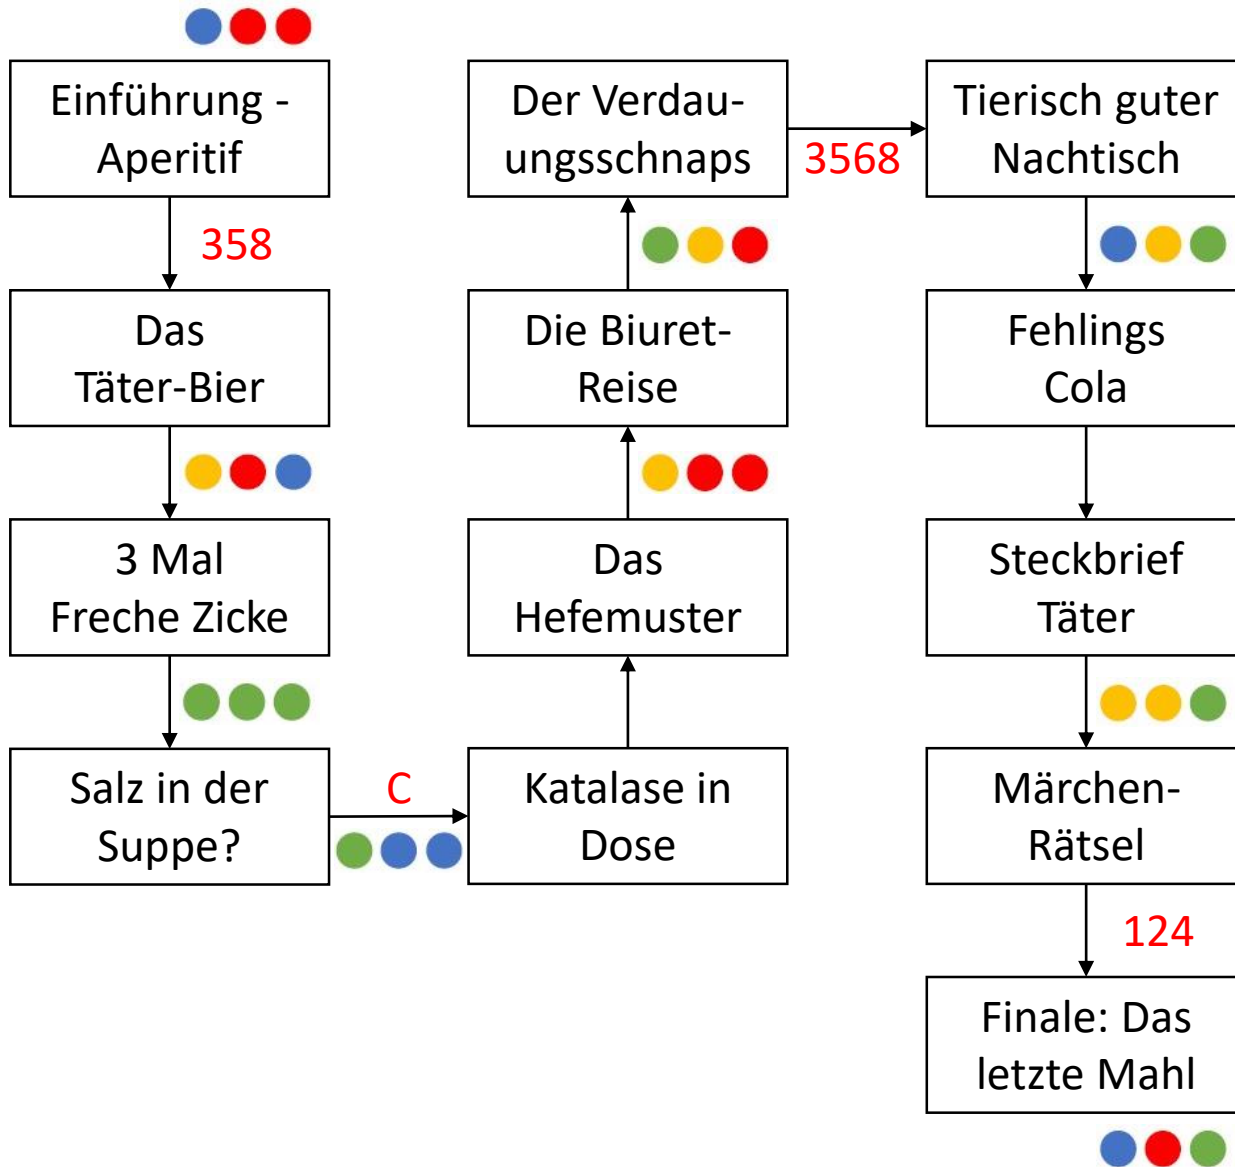 Einführung -
Aperitif
358
Das
Täter-Bier
3 Mal
Freche Zicke
Salz in der
Suppe?
C
Katalase in
Dose
Das
Hefemuster
Die Biuret-
Reise
Der Verdau-
ungsschnaps
3568
Tierisch guter
Nachtisch
Fehlings
Cola
Steckbrief
Täter
Märchen-
Rätsel
124
Finale: Das
letzte Mahl